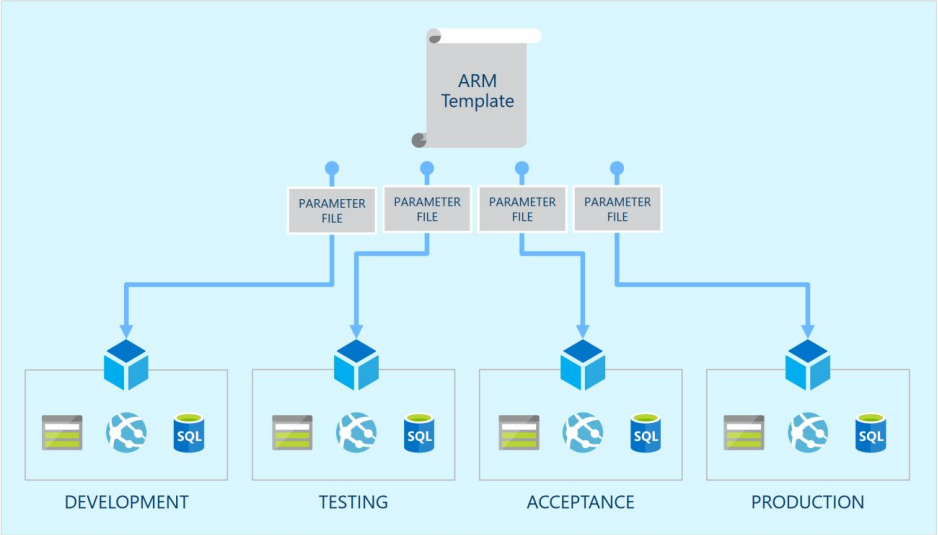 ARM
Template
PARAMETER
FILE
PARAMETER
FILE
PARAMETER
FILE
PARAMETER
FILE
SQL
SQL
SQL
SQL
DEVELOPMENT
TESTING
ACCEPTANCE
PRODUCTION